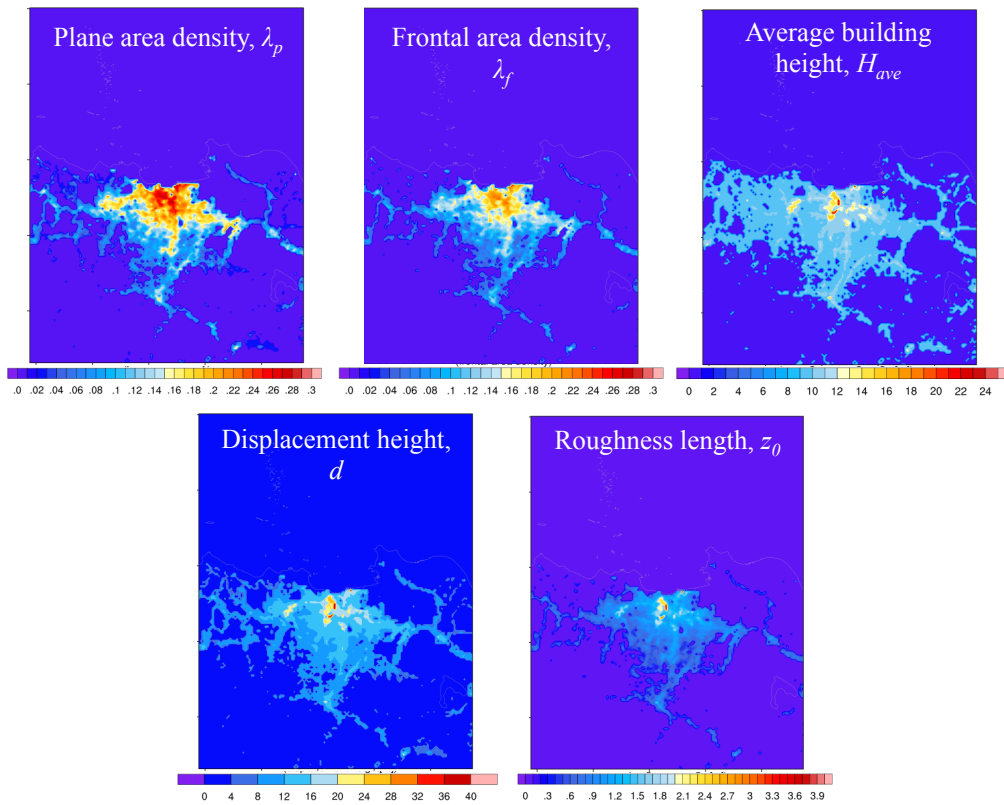 Plane area density, λp
Frontal area density,
λf
Average building
height, Have
.0 .02 .04 .06 .08 .1 .12 .14 .16 .18 .2 .22 .24 .26 .28 .3
.0 .02 .04 .06 .08 .1 .12 .14 .16 .18 .2 .22 .24 .26 .28 .3
0 2 4 6 8 10 12 14 16 18 20 22 24
Displacement height,
d
Roughness length, z0
0 4 8 12 16 20 24 28 32 36 40
0 .3 .6 .9 1.2 1.5 1.8 2.1 2.4 2.7 3 3.3 3.6 3.9